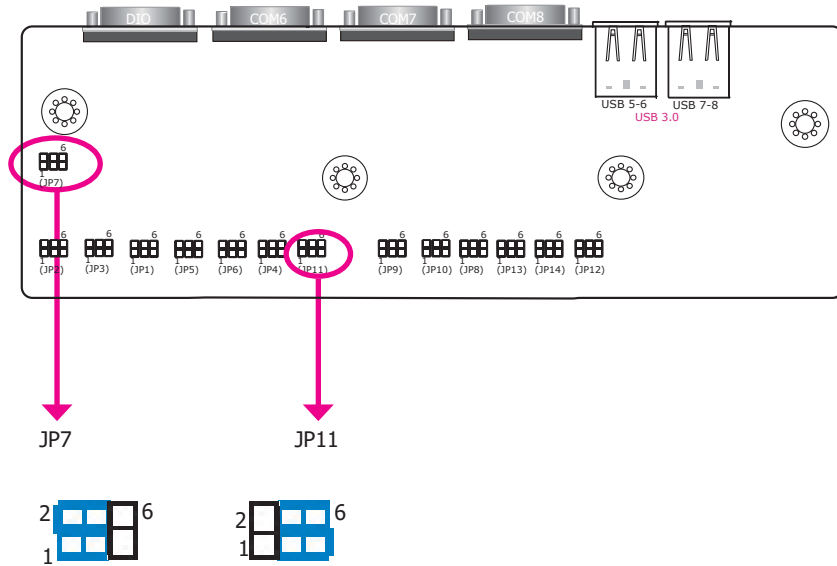 DIO COM6 COM7 COM8
USB 5-6 USB 7-8
USB 3.0
6
1
(JP7)
6 6 6 6 6 6 6 6 6 6 6 6 6
1 1 1 1 1 1 1 1 1 1 1 1 1
(JP2) (JP3) (JP1) (JP5) (JP6) (JP4) (JP11) (JP9) (JP10) (JP8) (JP13) (JP14) (JP12)
JP7 JP11
2 6 2 6
1 1